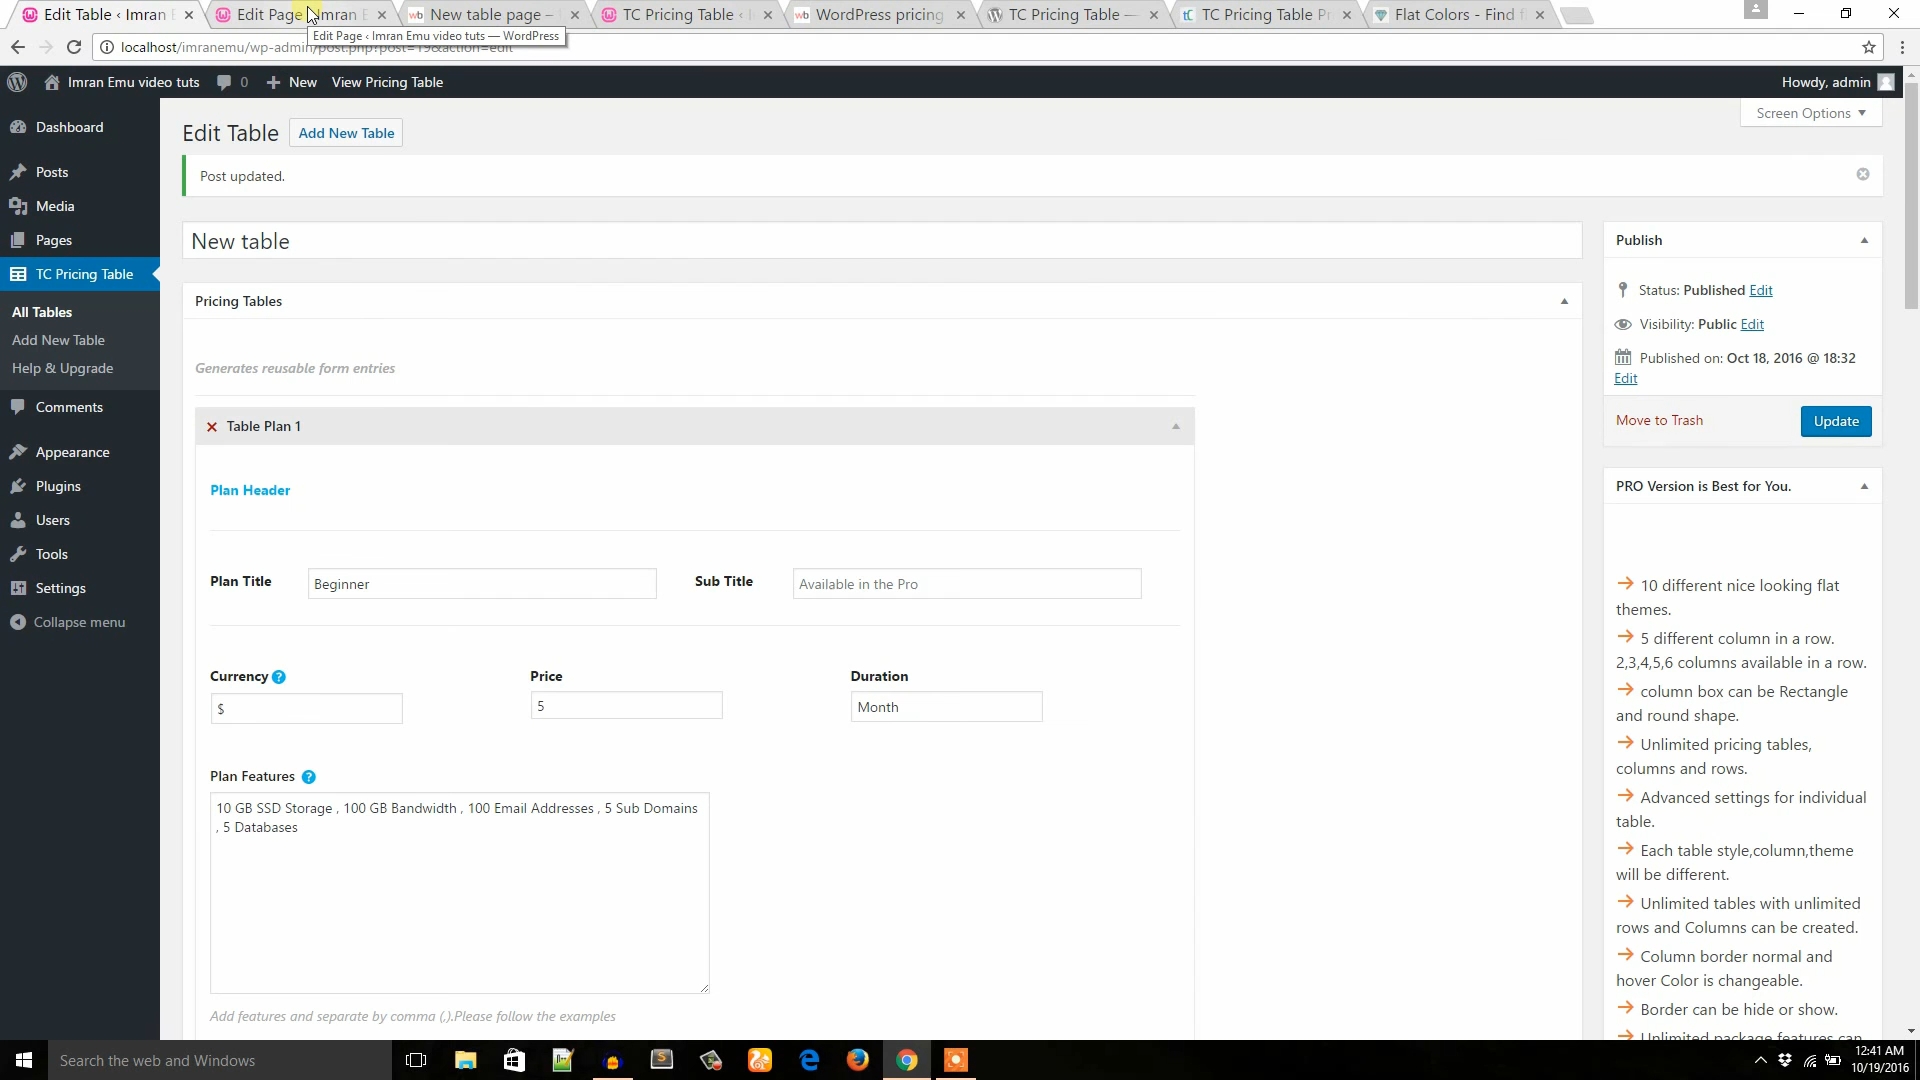 Edit Table ‹ Imran
Edit Page ‹ Imran E
New table page –
TC Pricing Table ‹
WordPress pricing
TC Pricing Table —
TC Pricing Table P
Flat Colors - Find f
localhost/imranemu/wp-admin/post.php?post=19&action=edit
Edit Page ‹ Imran Emu video tuts — WordPress
Imran Emu video tuts
0
New
View Pricing Table
Howdy, admin
Dashboard
Posts
Media
Pages
TC Pricing Table
All Tables
Add New Table
Help & Upgrade
Comments
Appearance
Plugins
Users
Tools
Settings
Collapse menu
Screen Options
Edit Table
Add New Table
Post updated.
New table
Pricing Tables
Generates reusable form entries
Table Plan 1
Plan Header
Plan Title
Beginner
Sub Title
Available in the Pro
Currency
Price
Duration
$
5
Month
Plan Features
10 GB SSD Storage , 100 GB Bandwidth , 100 Email Addresses , 5 Sub Domains
, 5 Databases
Add features and separate by comma (,).Please follow the examples
Publish
Status: Published Edit
Visibility: Public Edit
Published on: Oct 18, 2016 @ 18:32
Edit
Move to Trash
Update
PRO Version is Best for You.
10 different nice looking flat
themes.
5 different column in a row.
2,3,4,5,6 columns available in a row.
column box can be Rectangle
and round shape.
Unlimited pricing tables,
columns and rows.
Advanced settings for individual
table.
Each table style,column,theme
will be different.
Unlimited tables with unlimited
rows and Columns can be created.
Column border normal and
hover Color is changeable.
Border can be hide or show.
Unlimited package features can
Search the web and Windows
12:41 AM
10/19/2016